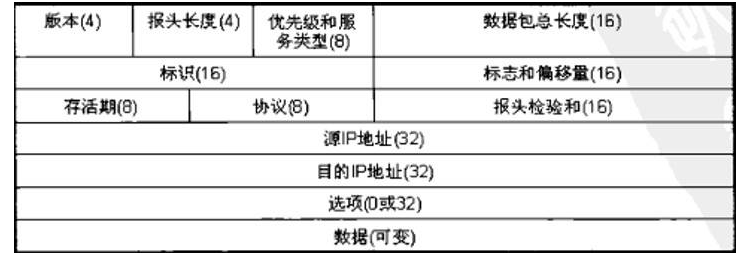 版本(4) 报头长度(4) 优先级和服 数据包总长度(16)
务类型(8)
标识(16) 标志和偏移量(16)
存活期(8) 协议(8) 报头检验和(16)
源IP地址(32)
目的IP地址(32)
选项(0或32)
数据(可变)